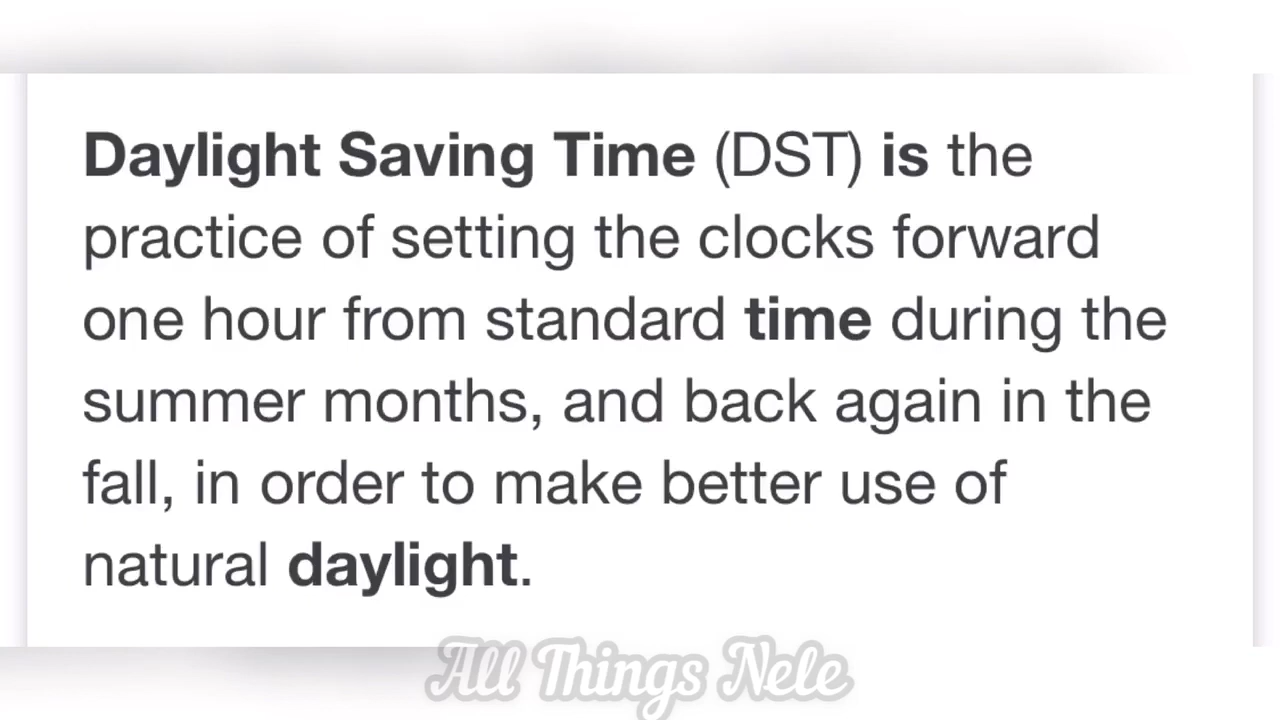 Daylight Saving Time (DST) is the
practice of setting the clocks forward
one hour from standard time during the
summer months, and back again in the
fall, in order to make better use of
natural daylight.
All Things Nele